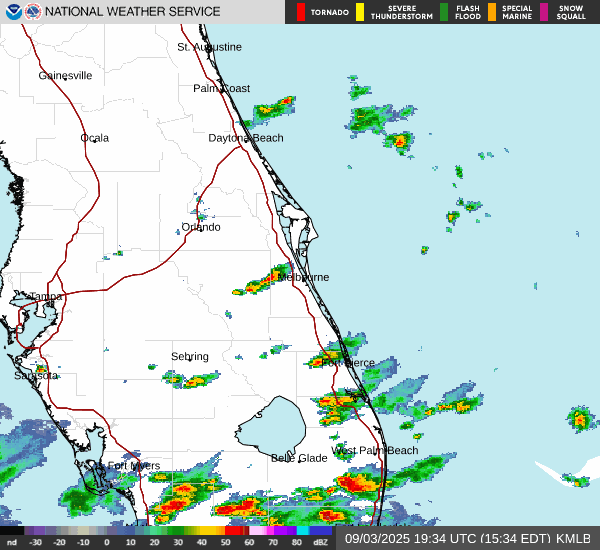 NATIONAL WEATHER SERVICE
TORNADO
SEVERE THUNDERSTORM
FLASH FLOOD
SPECIAL MARINE
SNOW SQUALL
St. Augustine
Gainesville
Palm Coast
Ocala
Daytona Beach
Orlando
Melbourne
Tampa
Sebring
Fort Pierce
Sarasota
West Palm Beach
Belle Glade
Fort Myers
nd -30 -20 -10 0 10 20 30 40 50 60 70 80 dBZ
09/03/2025 19:34 UTC (15:34 EDT) KMLB